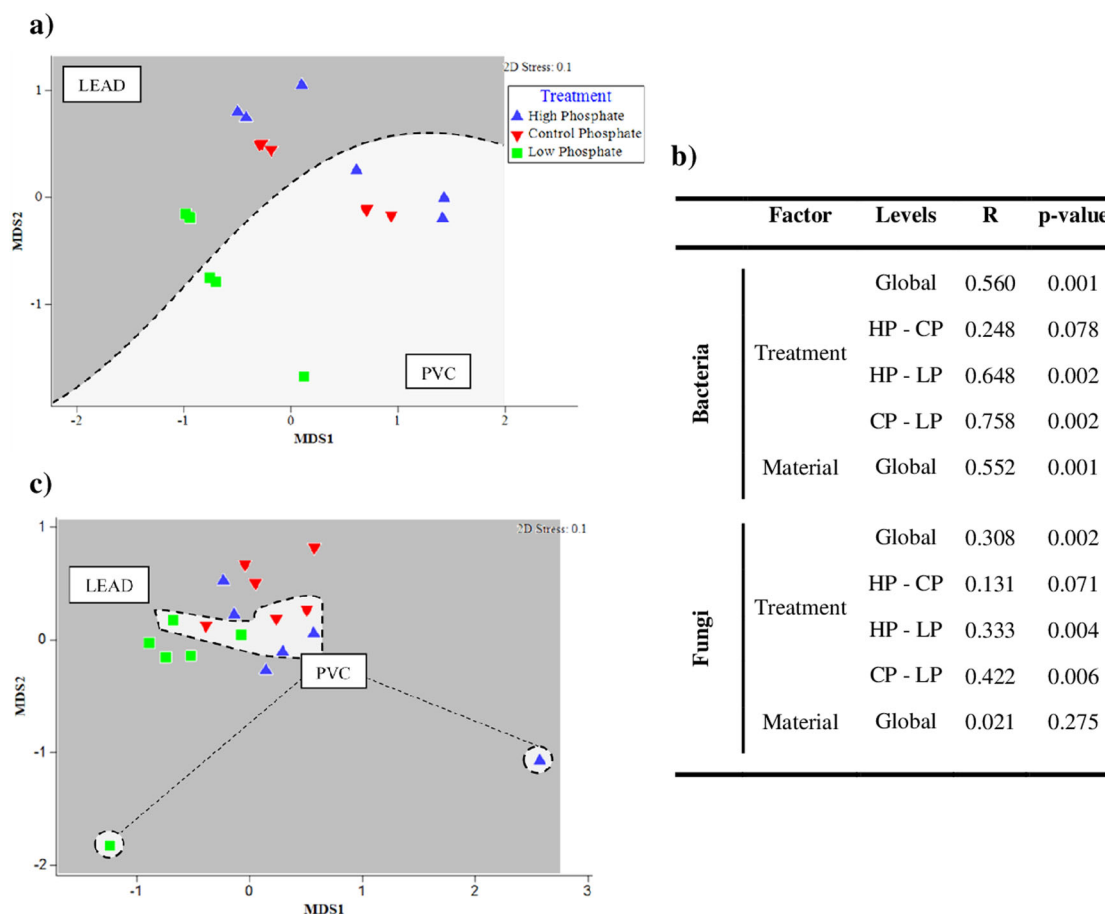 a)
LEAD
2D Stress: 0.1
Treatment
High Phosphate
Control Phosphate
Low Phosphate
1
0
-1
MDS2
PVC
-2 -1 0 1 2
MDS1
b)
Factor Levels R p-value
Bacteria
Treatment
Global 0.560 0.001
HP - CP 0.248 0.078
HP - LP 0.648 0.002
CP - LP 0.758 0.002
Material Global 0.552 0.001
Fungi
Treatment
Global 0.308 0.002
HP - CP 0.131 0.071
HP - LP 0.333 0.004
CP - LP 0.422 0.006
Material Global 0.021 0.275
c)
2D Stress: 0.1
LEAD
1
0
-1
-2
MDS2
PVC
-1 0 1 2 3
MDS1